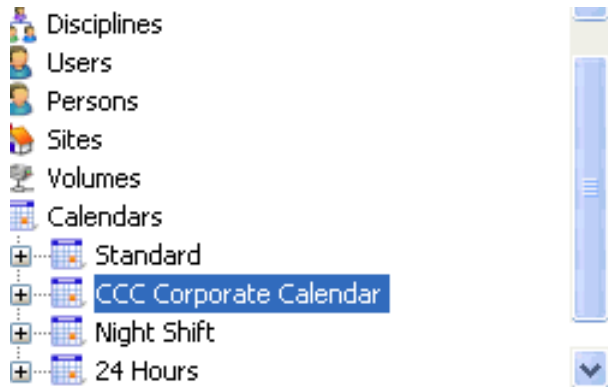 Disciplines
Users
Persons
Sites
Volumes
Calendars
Standard
CCC Corporate Calendar
Night Shift
24 Hours